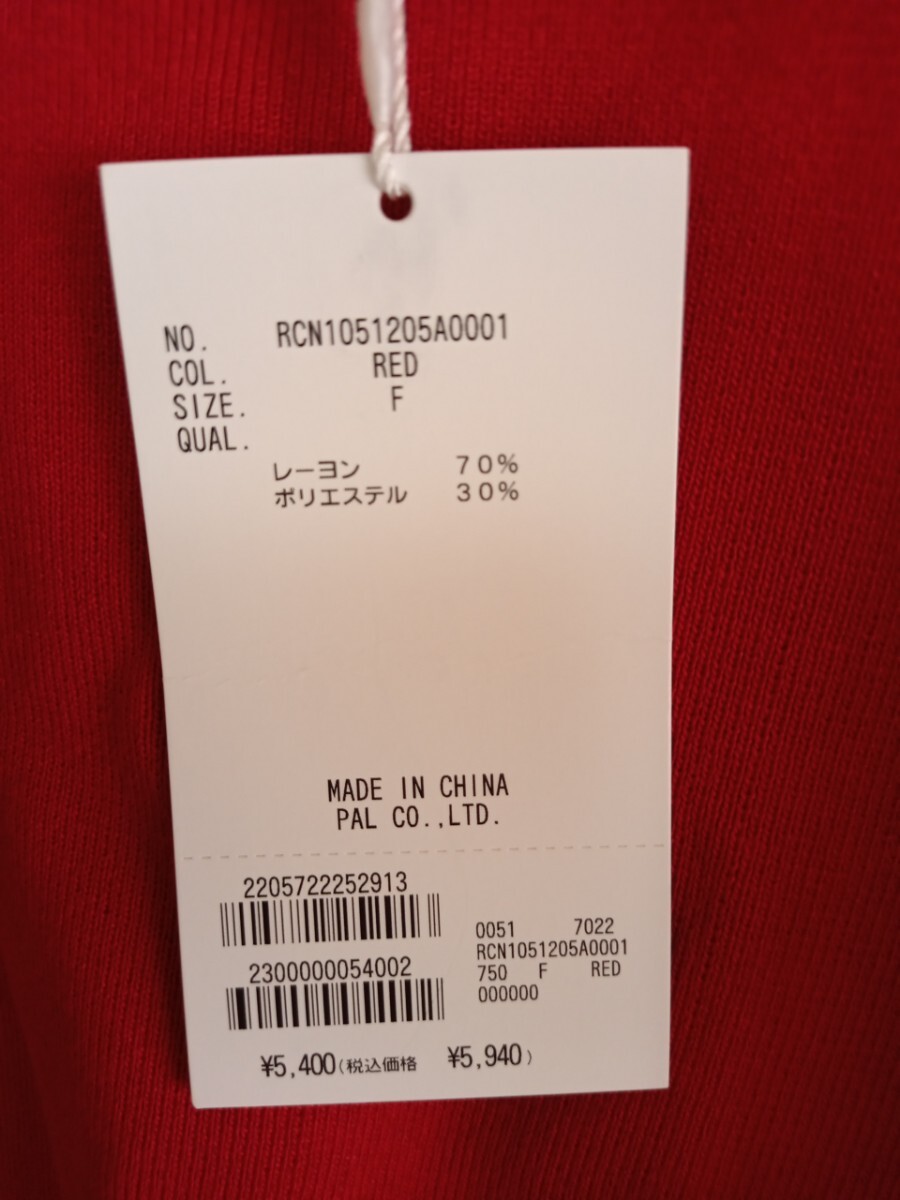 NO. RCN1051205A0001
COL. RED
SIZE. F
QUAL.
レーヨン 70%
ポリエステル 30%
MADE IN CHINA
PAL CO.,LTD.
2205722252913
2300000054002
0051 7022
RCN1051205A0001
750 F RED
000000
¥5,400(税込価格 ¥5,940)